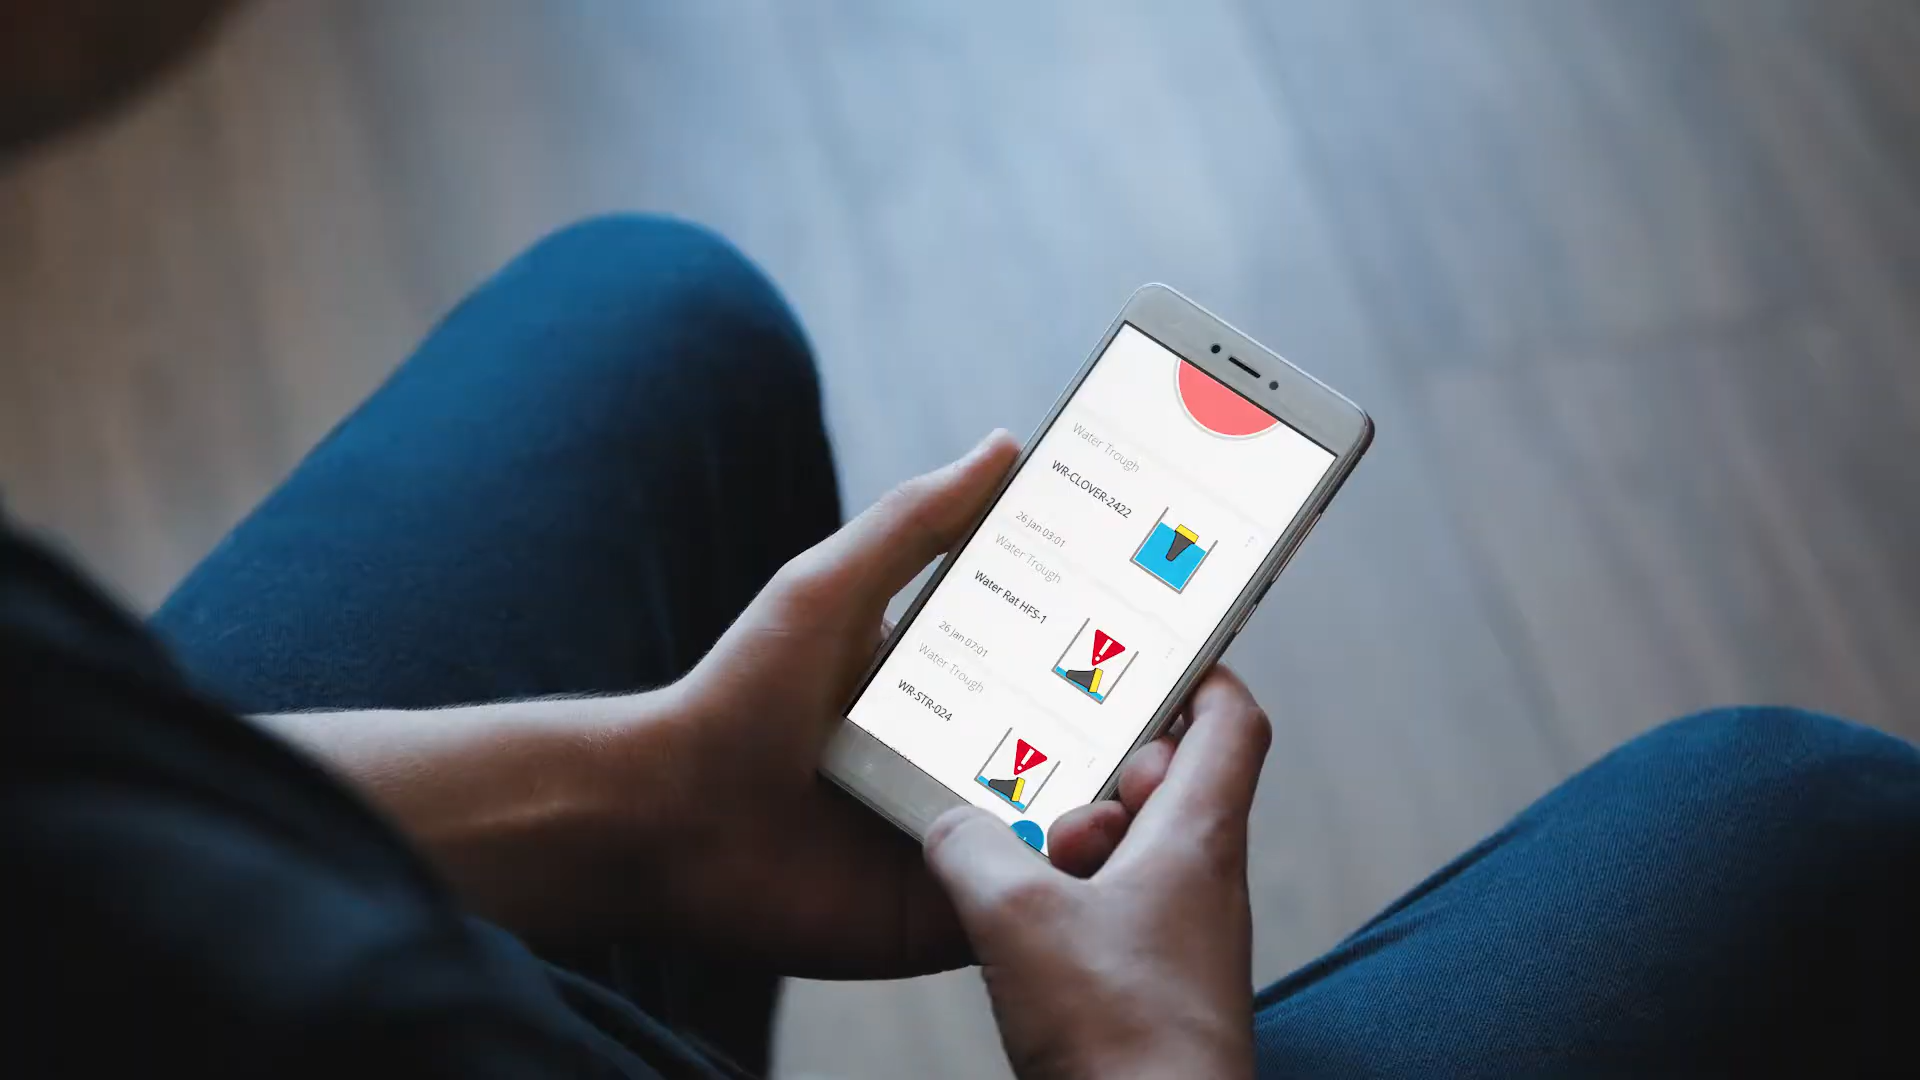 Water Trough
WR-CLOVER-2422
26 Jan 03:01
Water Trough
Water Rat HFS-1
26 Jan 07:01
Water Trough
WR-STR-024